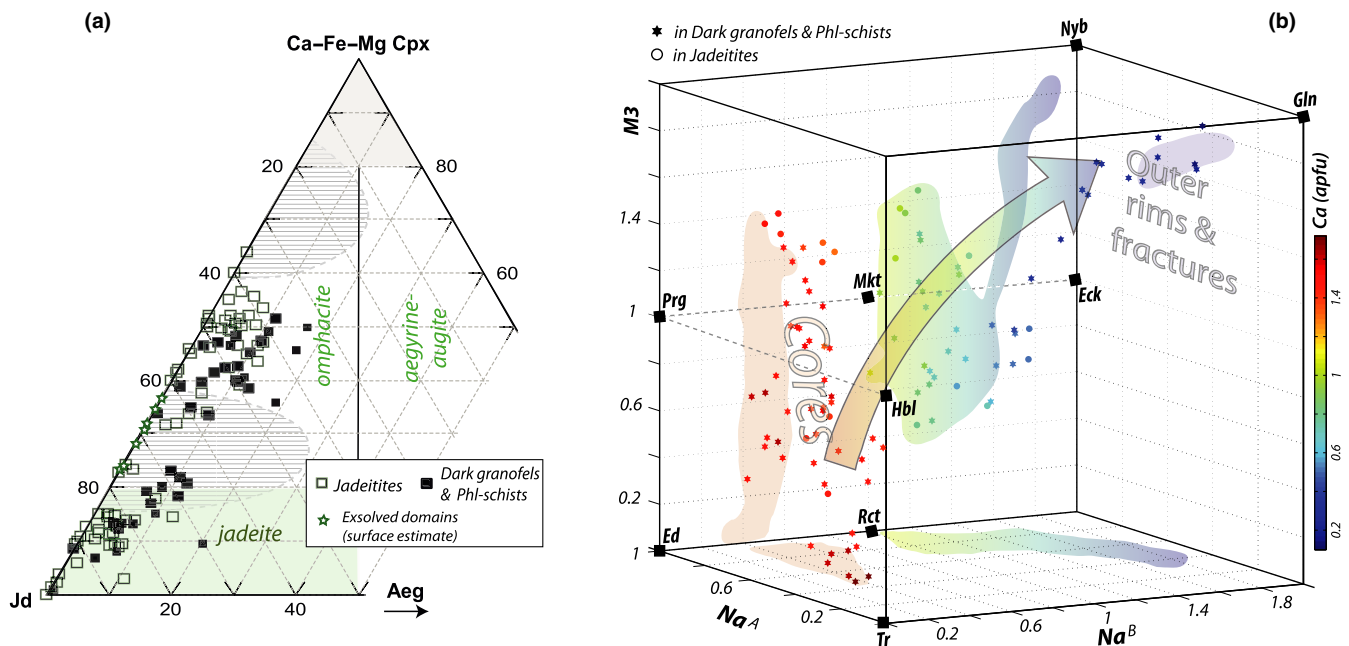 (a)
Ca–Fe–Mg Cpx
20
80
40
60
omphacite
aegyrine-
augite
60
80
jadeite
Jadeitites
Dark granofels
& Phl-schists
Exsolved domains
(surface estimate)
Jd
20
40
Aeg
(b)
in Dark granofels & Phl-schists
in Jadeitites
Nyb
Gln
M3
1.4
1
0.6
0.2
1
Prg
Mkt
Eck
Hbl
Ed
Rct
Tr
Cores
Outer
rims &
fractures
0.6
0.2
Na^A
0.2
0.6
1
1.4
1.8
Na^B
Ca (apfu)
1.4
1
0.6
0.2